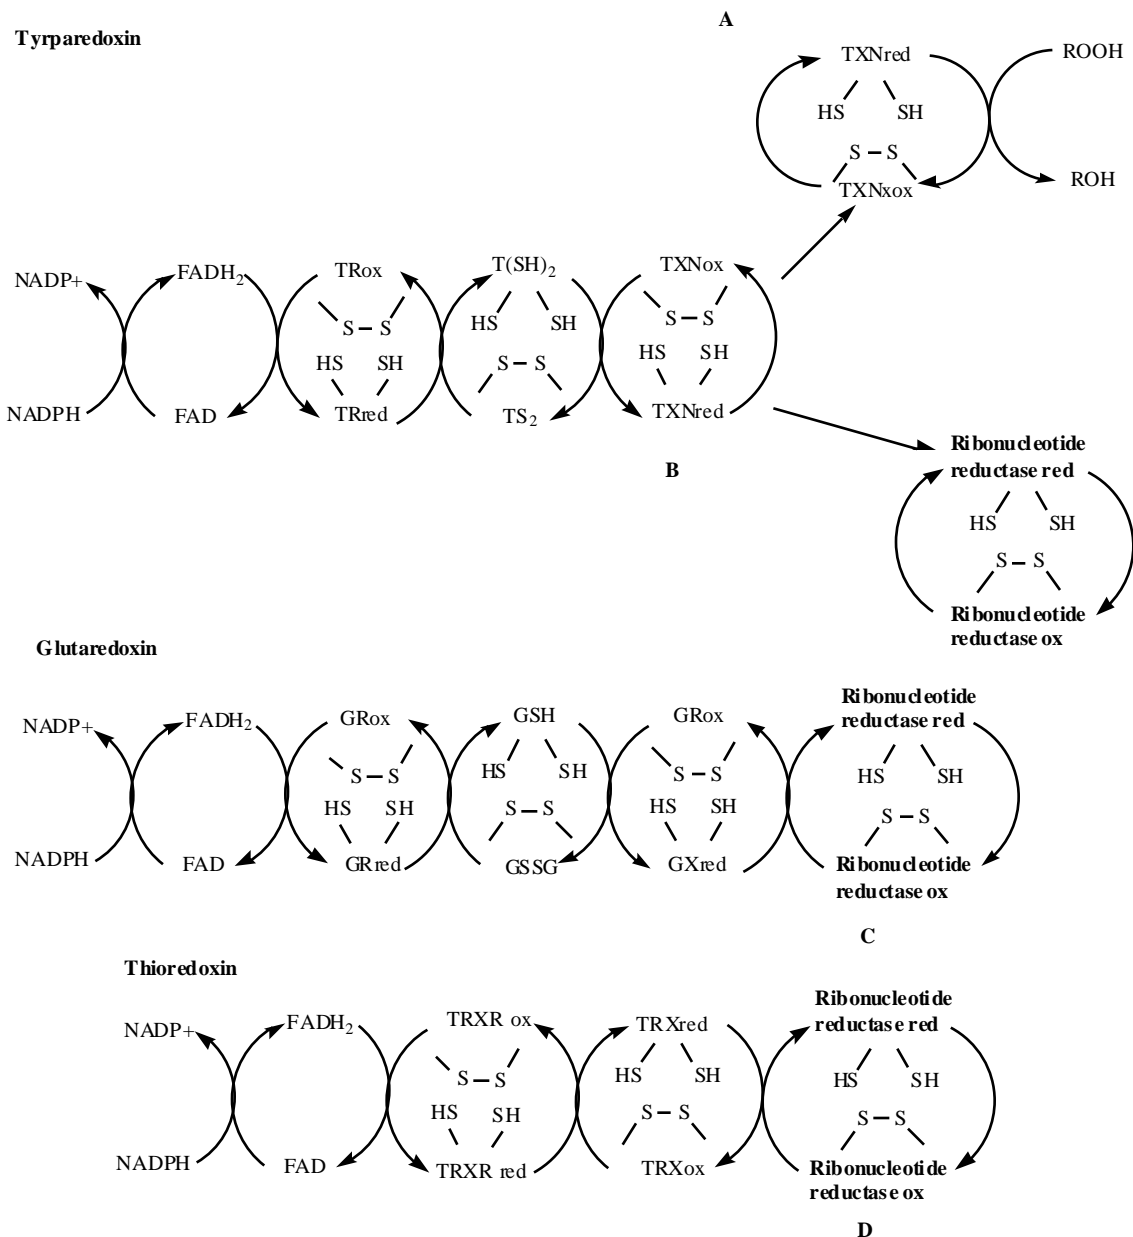 A
Tyrparedoxin
TXNred
ROOH
HS
SH
S – S
TXNxox
ROH
NADP+
FADH2
TRox
T(SH)2
TXNox
S – S
HS
SH
S – S
HS
SH
S – S
HS
SH
NADPH
FAD
TRred
TS2
TXNred
B
Ribonucleotide
reductase red
HS
SH
S – S
Ribonucleotide
reductase ox
Glutaredoxin
NADP+
FADH2
GRox
GSH
GRox
Ribonucleotide
reductase red
S – S
HS
SH
S – S
HS
SH
HS
SH
S – S
HS
SH
S – S
NADPH
FAD
GRred
GSSG
GXred
Ribonucleotide
reductase ox
C
Thioredoxin
NADP+
FADH2
TRXR ox
TRXred
Ribonucleotide
reductase red
S – S
HS
SH
HS
SH
HS
SH
S – S
S – S
NADPH
FAD
TRXR red
TRXox
Ribonucleotide
reductase ox
D